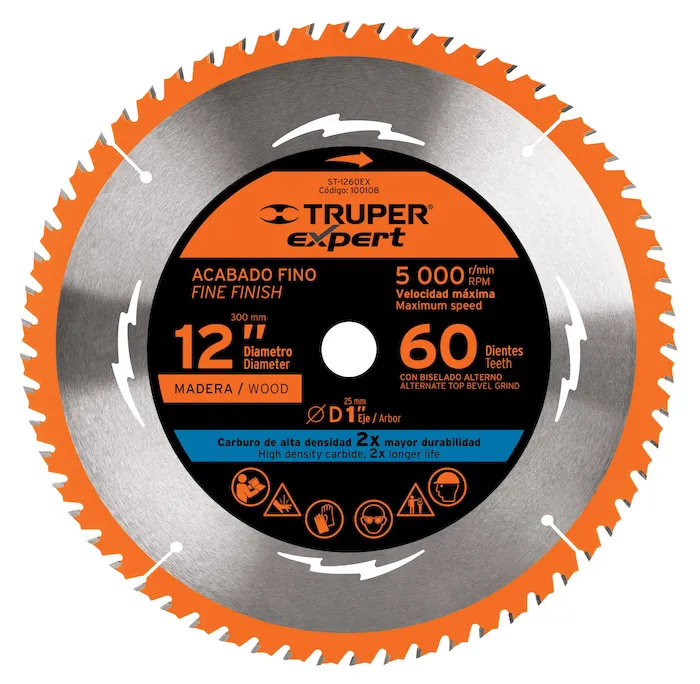 ST-1260EX
Código: 100108
TRUPER®
expert
ACABADO FINO
FINE FINISH
5 000 r/min RPM
Velocidad máxima
Maximum speed
300 mm
12"
Diametro
Diameter
MADERA / WOOD
60 Dientes
Teeth
CON BISELADO ALTERNO
ALTERNATE TOP BEVEL GRIND
25 mm
Ø D 1" Eje / Arbor
Carburo de alta densidad 2x mayor durabilidad
High density carbide, 2x longer life